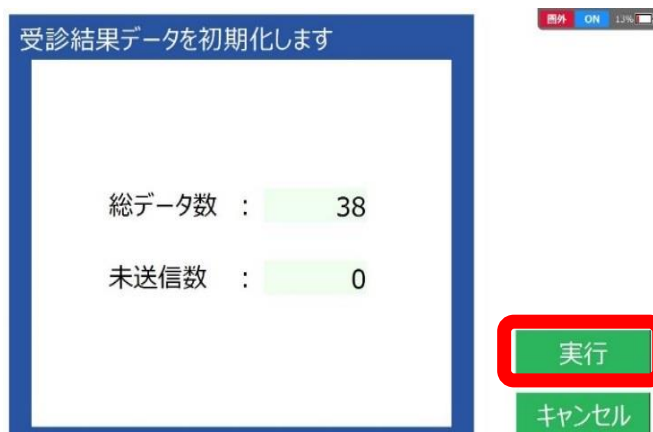 受診結果データを初期化します
圏外 ON 13%
総データ数 : 38
未送信数 : 0
実行
キャンセル